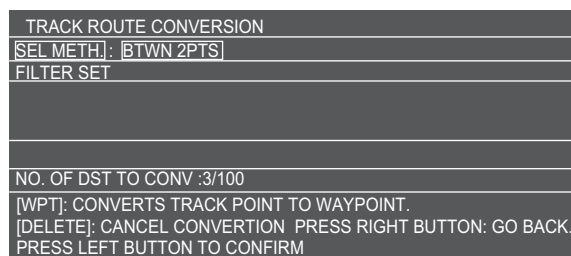 TRACK ROUTE CONVERSION
SEL METH. : BTWN 2PTS
FILTER SET
NO. OF DST TO CONV :3/100
[WPT]: CONVERTS TRACK POINT TO WAYPOINT.
[DELETE]: CANCEL CONVERTION PRESS RIGHT BUTTON: GO BACK.
PRESS LEFT BUTTON TO CONFIRM